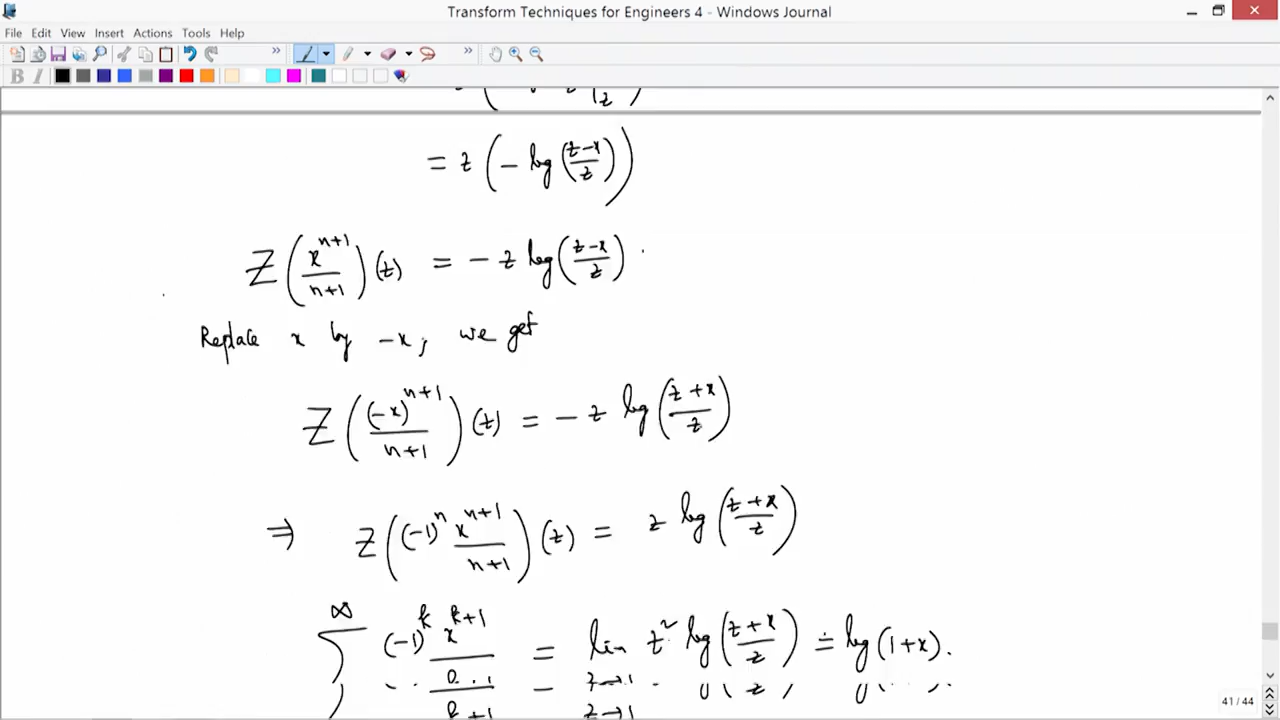 Transform Techniques for Engineers 4 - Windows Journal
File Edit View Insert Actions Tools Help
= z ( - log ( (z-x)/z ) )
Z ( x^(n+1) / (n+1) ) (z) = - z log ( (z-x)/z ) .
Replace x by -x, we get
Z ( (-x)^(n+1) / (n+1) ) (z) = - z log ( (z+x)/z )
⇒ Z ( (-1)^n x^(n+1) / (n+1) ) (z) = z log ( (z+x)/z )
∑^∞ (-1)^k x^(k+1) / (k+1) = lim z→1 z^2 log ( (z+x)/z ) = log (1+x).
41 / 44